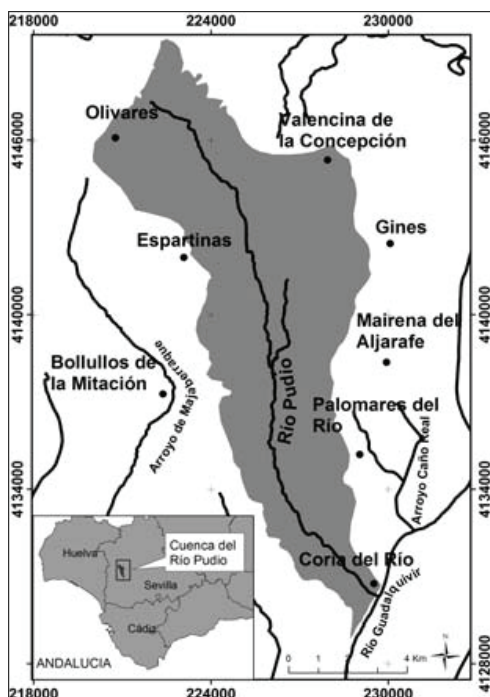 218000
224000
230000
4146000
4146000
4140000
4140000
4134000
4134000
4128000
4128000
Olivares
Valencina de
la Concepción
Gines
Espartinas
Mairena del
Aljarafe
Bollullos de
la Mitación
Arroyo de Majaberraque
Río Pudio
Palomares del
Río
Arroyo Caño Real
Coria del Río
Río Guadalquivir
Huelva
Cuenca del
Río Pudio
Sevilla
Cádiz
ANDALUCIA
N
0 1 2 4 Km
218000
224000
230000